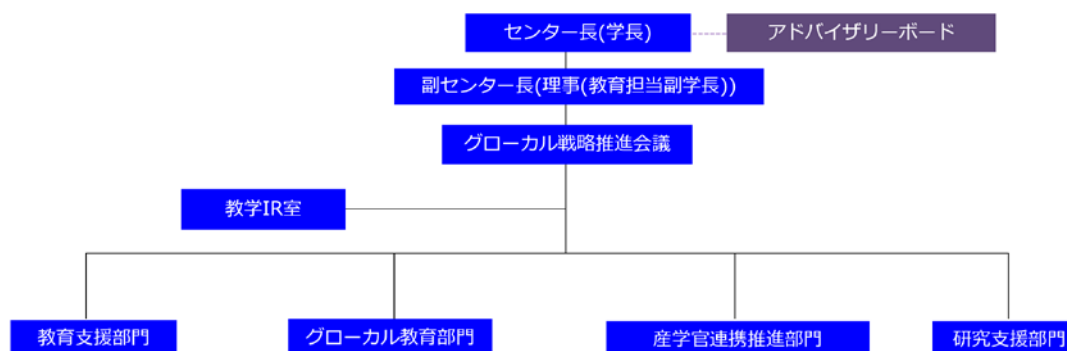 センター長(学長)
アドバイザリーボード
副センター長(理事(教育担当副学長))
グローカル戦略推進会議
教学IR室
教育支援部門
グローカル教育部門
産学官連携推進部門
研究支援部門